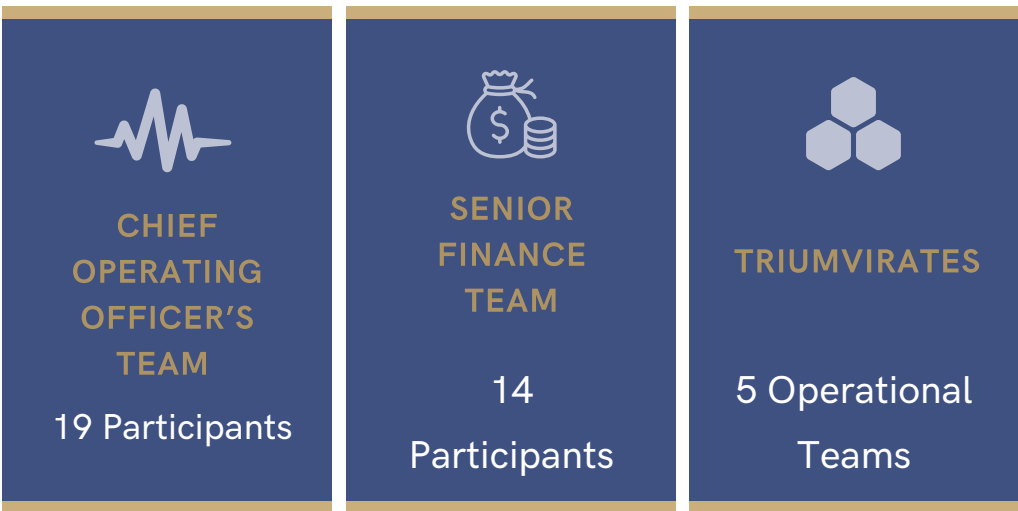 CHIEF
OPERATING
OFFICER’S
TEAM
19 Participants
$
SENIOR
FINANCE
TEAM
14
Participants
TRIUMVIRATES
5 Operational
Teams